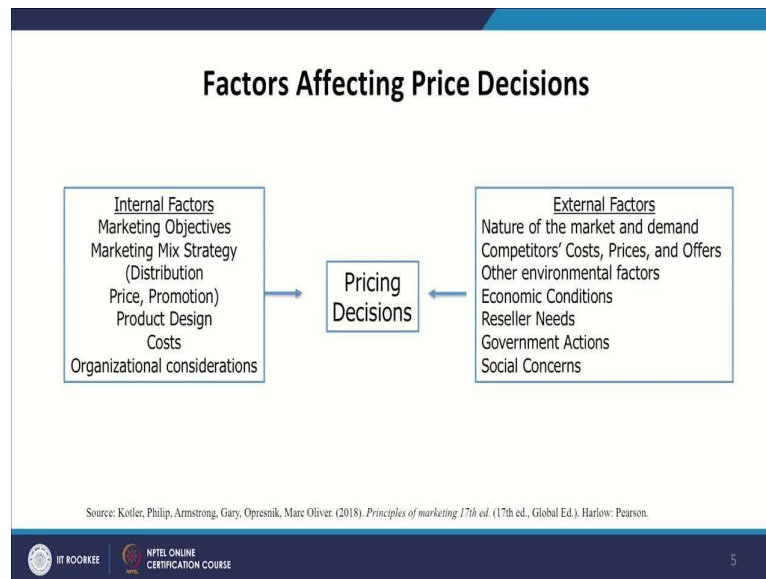 Factors Affecting Price Decisions
Internal Factors
Marketing Objectives
Marketing Mix Strategy
(Distribution
Price, Promotion)
Product Design
Costs
Organizational considerations
Pricing
Decisions
External Factors
Nature of the market and demand
Competitors' Costs, Prices, and Offers
Other environmental factors
Economic Conditions
Reseller Needs
Government Actions
Social Concerns
Source: Kotler, Philip, Armstrong, Gary, Opresnik, Marc Oliver. (2018). Principles of marketing 17th ed. (17th ed., Global Ed.). Harlow: Pearson.
IIT ROORKEE
NPTEL ONLINE
CERTIFICATION COURSE
5